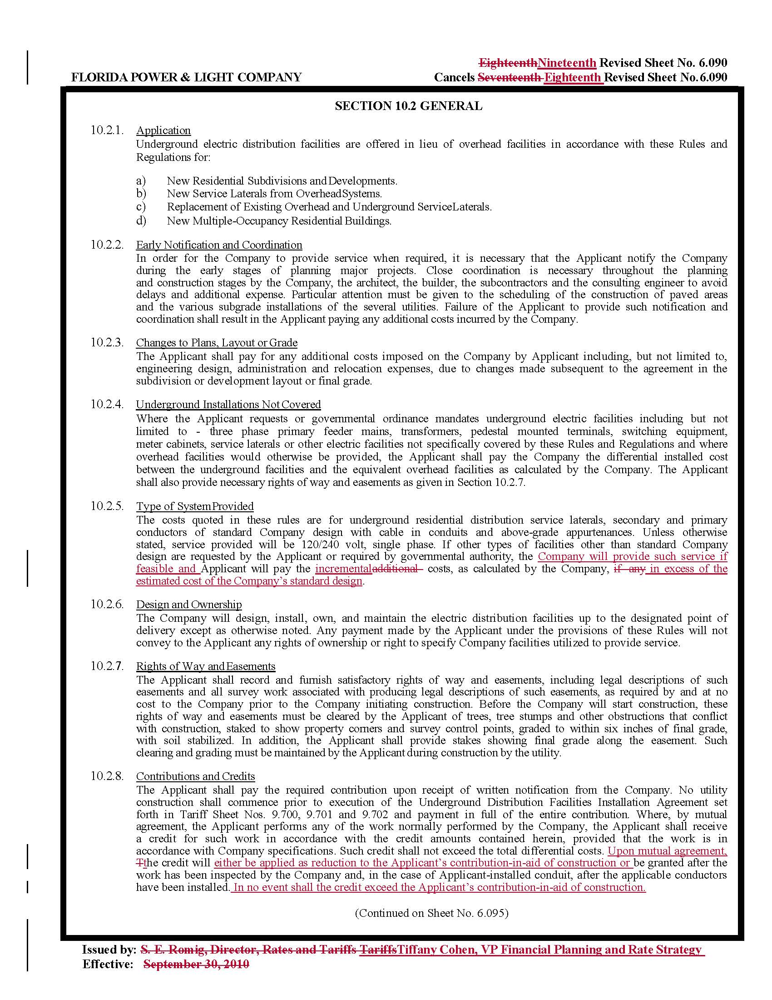 EighteenthNineteenth Revised Sheet No. 6.090
FLORIDA POWER & LIGHT COMPANY Cancels Seventeenth Eighteenth Revised Sheet No. 6.090
SECTION 10.2 GENERAL
10.2.1. Application
Underground electric distribution facilities are offered in lieu of overhead facilities in accordance with these Rules and
Regulations for:
a) New Residential Subdivisions and Developments.
b) New Service Laterals from Overhead Systems.
c) Replacement of Existing Overhead and Underground Service Laterals.
d) New Multiple-Occupancy Residential Buildings.
10.2.2. Early Notification and Coordination
In order for the Company to provide service when required, it is necessary that the Applicant notify the Company
during the early stages of planning major projects. Close coordination is necessary throughout the planning
and construction stages by the Company, the architect, the builder, the subcontractors and the consulting engineer to avoid
delays and additional expense. Particular attention must be given to the scheduling of the construction of paved areas
and the various subgrade installations of the several utilities. Failure of the Applicant to provide such notification and
coordination shall result in the Applicant paying any additional costs incurred by the Company.
10.2.3. Changes to Plans, Layout or Grade
The Applicant shall pay for any additional costs imposed on the Company by Applicant including, but not limited to,
engineering design, administration and relocation expenses, due to changes made subsequent to the agreement in the
subdivision or development layout or final grade.
10.2.4. Underground Installations Not Covered
Where the Applicant requests or governmental ordinance mandates underground electric facilities including but not
limited to - three phase primary feeder mains, transformers, pedestal mounted terminals, switching equipment,
meter cabinets, service laterals or other electric facilities not specifically covered by these Rules and Regulations and where
overhead facilities would otherwise be provided, the Applicant shall pay the Company the differential installed cost
between the underground facilities and the equivalent overhead facilities as calculated by the Company. The Applicant
shall also provide necessary rights of way and easements as given in Section 10.2.7.
10.2.5. Type of System Provided
The costs quoted in these rules are for underground residential distribution service laterals, secondary and primary
conductors of standard Company design with cable in conduits and above-grade appurtenances. Unless otherwise
stated, service provided will be 120/240 volt, single phase. If other types of facilities other than standard Company
design are requested by the Applicant or required by governmental authority, the Company will provide such service if
feasible and Applicant will pay the incrementaladditional costs, as calculated by the Company, if any in excess of the
estimated cost of the Company's standard design.
10.2.6. Design and Ownership
The Company will design, install, own, and maintain the electric distribution facilities up to the designated point of
delivery except as otherwise noted. Any payment made by the Applicant under the provisions of these Rules will not
convey to the Applicant any rights of ownership or right to specify Company facilities utilized to provide service.
10.2.7. Rights of Way and Easements
The Applicant shall record and furnish satisfactory rights of way and easements, including legal descriptions of such
easements and all survey work associated with producing legal descriptions of such easements, as required by and at no
cost to the Company prior to the Company initiating construction. Before the Company will start construction, these
rights of way and easements must be cleared by the Applicant of trees, tree stumps and other obstructions that conflict
with construction, staked to show property corners and survey control points, graded to within six inches of final grade,
with soil stabilized. In addition, the Applicant shall provide stakes showing final grade along the easement. Such
clearing and grading must be maintained by the Applicant during construction by the utility.
10.2.8. Contributions and Credits
The Applicant shall pay the required contribution upon receipt of written notification from the Company. No utility
construction shall commence prior to execution of the Underground Distribution Facilities Installation Agreement set
forth in Tariff Sheet Nos. 9.700, 9.701 and 9.702 and payment in full of the entire contribution. Where, by mutual
agreement, the Applicant performs any of the work normally performed by the Company, the Applicant shall receive
a credit for such work in accordance with the credit amounts contained herein, provided that the work is in
accordance with Company specifications. Such credit shall not exceed the total differential costs. Upon mutual agreement,
Tthe credit will either be applied as reduction to the Applicant's contribution-in-aid of construction or be granted after the
work has been inspected by the Company and, in the case of Applicant-installed conduit, after the applicable conductors
have been installed. In no event shall the credit exceed the Applicant's contribution-in-aid of construction.
(Continued on Sheet No. 6.095)
Issued by: S. E. Romig, Director, Rates and Tariffs TariffsTiffany Cohen, VP Financial Planning and Rate Strategy
Effective: September 30, 2010